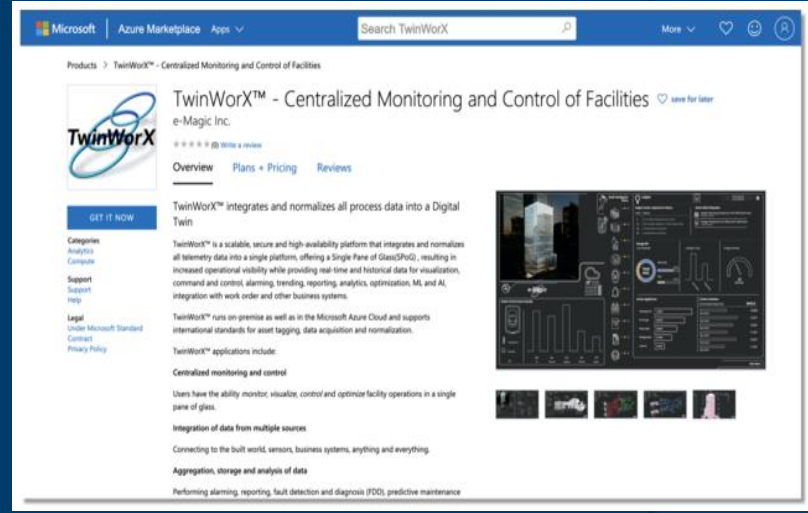 Microsoft
Azure Marketplace
Apps
Search TwinWorX
More
Products > TwinWorX™ - Centralized Monitoring and Control of Facilities
TwinWorX
TwinWorX™ - Centralized Monitoring and Control of Facilities
save for later
e-Magic Inc.
(0) Write a review
Overview
Plans + Pricing
Reviews
GET IT NOW
Categories
Analytics
Compute
Support
Support
Help
Legal
Under Microsoft Standard
Contract
Privacy Policy
TwinWorX™ integrates and normalizes all process data into a Digital
Twin
TwinWorX™ is a scalable, secure and high-availability platform that integrates and normalizes
all telemetry data into a single platform, offering a Single Pane of Glass(SPoG) , resulting in
increased operational visibility while providing real-time and historical data for visualization,
command and control, alarming, trending, reporting, analytics, optimization, ML and AI,
integration with work order and other business systems.
TwinWorX™ runs on-premise as well as in the Microsoft Azure Cloud and supports
international standards for asset tagging, data acquisition and normalization.
TwinWorX™ applications include:
Centralized monitoring and control
Users have the ability monitor, visualize, control and optimize facility operations in a single
pane of glass.
Integration of data from multiple sources
Connecting to the built world, sensors, business systems, anything and everything.
Aggregation, storage and analysis of data
Performing alarming, reporting, fault detection and diagnosis (FDD), predictive maintenance